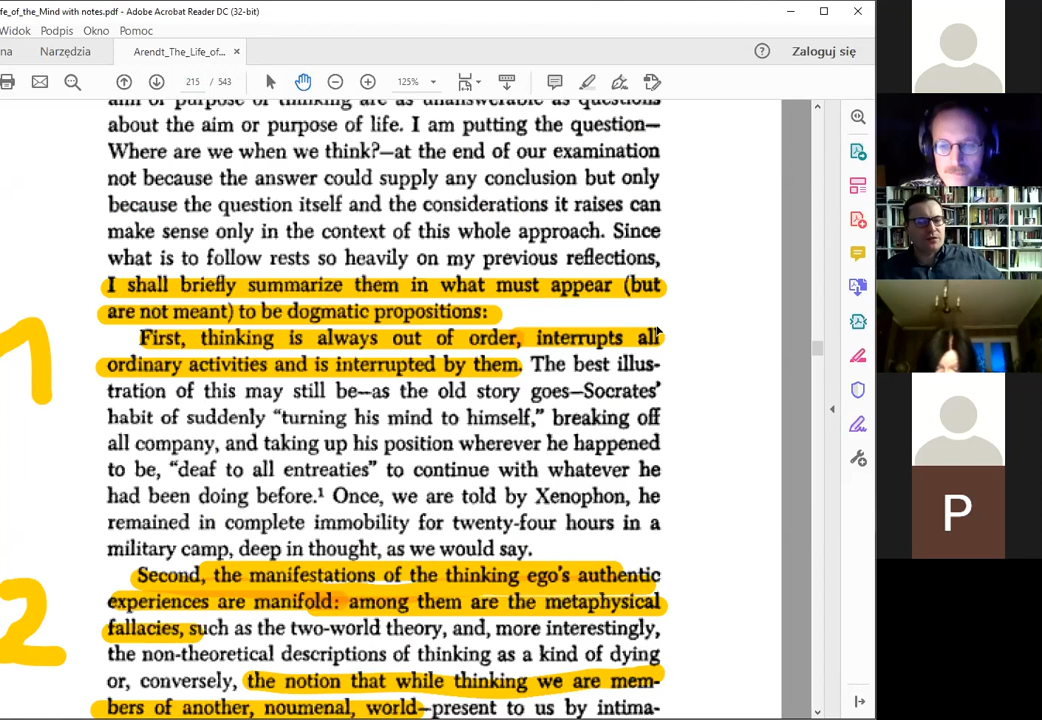 fe_of_the_Mind with notes.pdf - Adobe Acrobat Reader DC (32-bit)
Widok Podpis Okno Pomoc
na Narzędzia Arendt_The_Life_of... × Zaloguj się
215 / 543 125%
aim or purpose of thinking are as unanswerable as questions
about the aim or purpose of life. I am putting the question—
Where are we when we think?—at the end of our examination
not because the answer could supply any conclusion but only
because the question itself and the considerations it raises can
make sense only in the context of this whole approach. Since
what is to follow rests so heavily on my previous reflections,
I shall briefly summarize them in what must appear (but
are not meant) to be dogmatic propositions:
1
First, thinking is always out of order, interrupts all
ordinary activities and is interrupted by them. The best illus-
tration of this may still be—as the old story goes—Socrates'
habit of suddenly "turning his mind to himself," breaking off
all company, and taking up his position wherever he happened
to be, "deaf to all entreaties" to continue with whatever he
had been doing before.¹ Once, we are told by Xenophon, he
remained in complete immobility for twenty-four hours in a
military camp, deep in thought, as we would say.
2
Second, the manifestations of the thinking ego's authentic
experiences are manifold: among them are the metaphysical
fallacies, such as the two-world theory, and, more interestingly,
the non-theoretical descriptions of thinking as a kind of dying
or, conversely, the notion that while thinking we are mem-
bers of another, noumenal, world—present to us by intima-
P